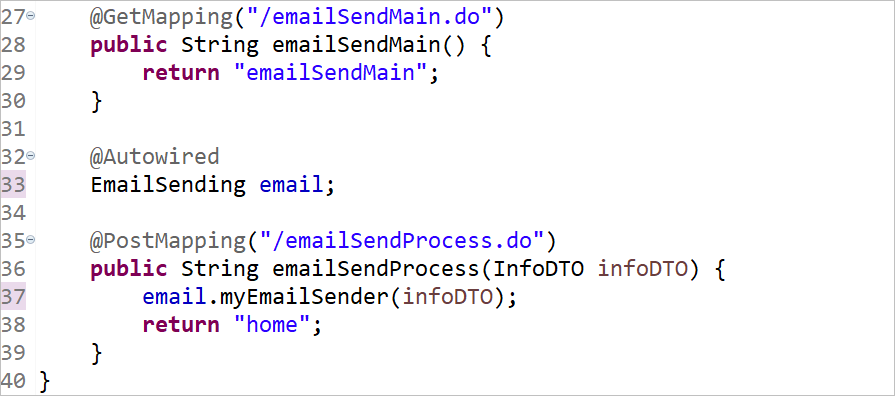 27 @GetMapping("/emailSendMain.do")
28 public String emailSendMain() {
29 return "emailSendMain";
30 }
31
32 @Autowired
33 EmailSending email;
34
35 @PostMapping("/emailSendProcess.do")
36 public String emailSendProcess(InfoDTO infoDTO) {
37 email.myEmailSender(infoDTO);
38 return "home";
39 }
40 }